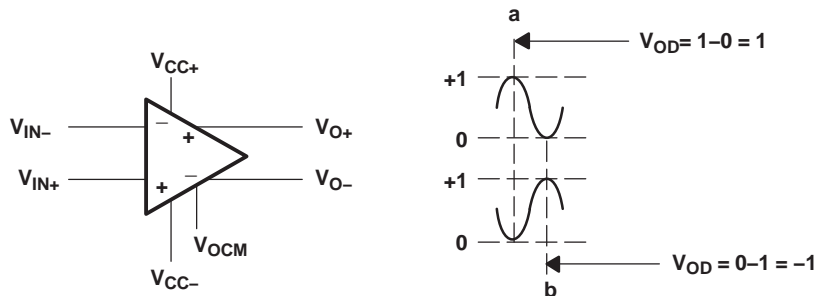 a
V_OD= 1–0 = 1
V_CC+
+1
V_IN–
–
+
V_O+
0
V_IN+
+
–
V_O–
+1
V_OCM
0
V_CC–
V_OD = 0–1 = –1
b